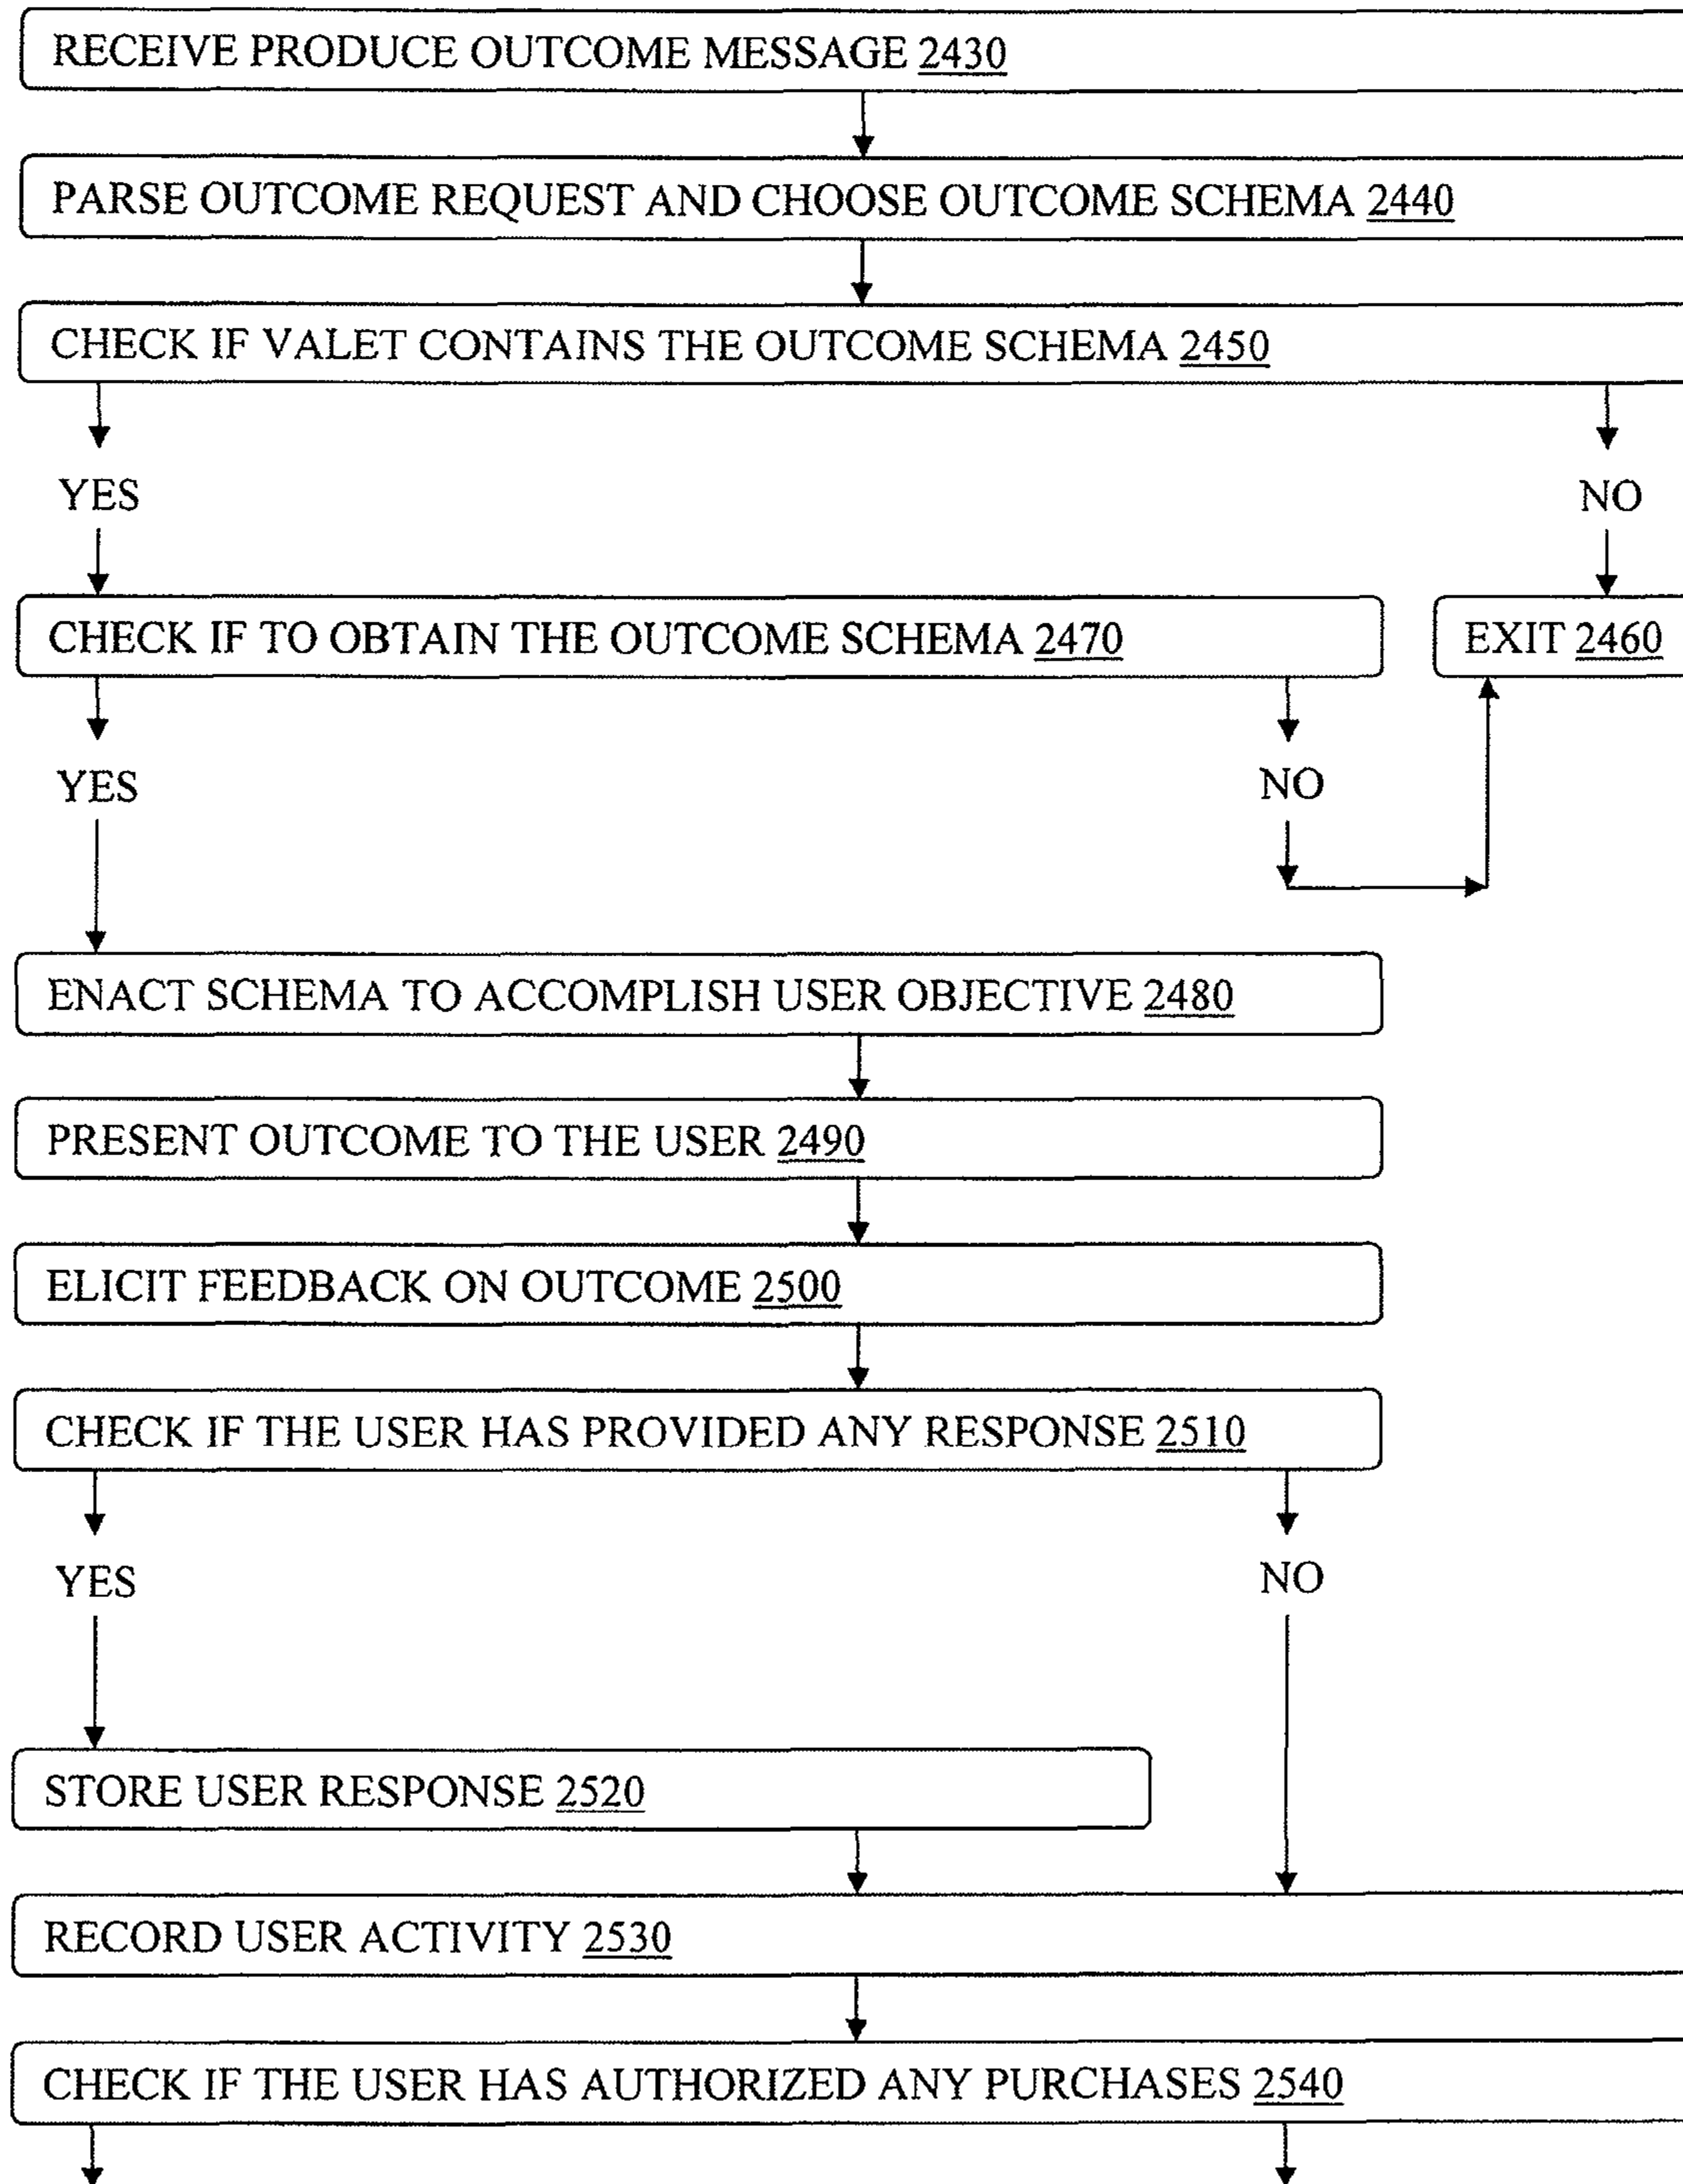 RECEIVE PRODUCE OUTCOME MESSAGE 2430
PARSE OUTCOME REQUEST AND CHOOSE OUTCOME SCHEMA 2440
CHECK IF VALET CONTAINS THE OUTCOME SCHEMA 2450
YES
NO
CHECK IF TO OBTAIN THE OUTCOME SCHEMA 2470
EXIT 2460
YES
NO
ENACT SCHEMA TO ACCOMPLISH USER OBJECTIVE 2480
PRESENT OUTCOME TO THE USER 2490
ELICIT FEEDBACK ON OUTCOME 2500
CHECK IF THE USER HAS PROVIDED ANY RESPONSE 2510
YES
NO
STORE USER RESPONSE 2520
RECORD USER ACTIVITY 2530
CHECK IF THE USER HAS AUTHORIZED ANY PURCHASES 2540